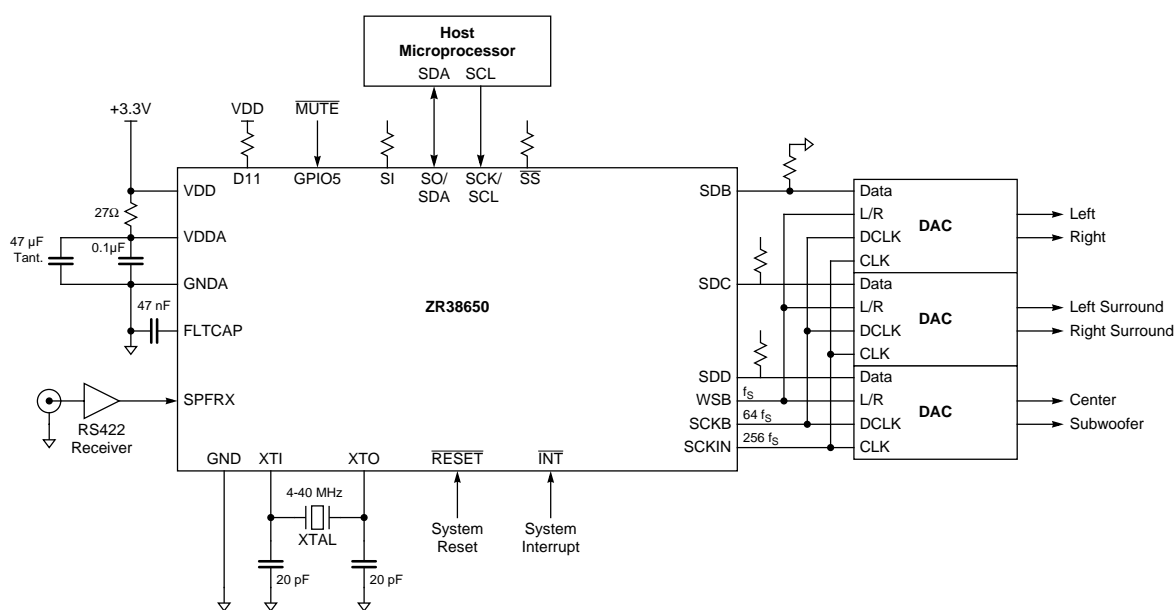 Host
Microprocessor
SDA SCL
+3.3V
VDD
MUTE
D11
GPIO5
SI
SO/
SDA
SCK/
SCL
SS
VDD
27Ω
VDDA
47 µF
Tant.
0.1µF
GNDA
47 nF
FLTCAP
SPFRX
RS422
Receiver
ZR38650
GND
XTI
XTO
RESET
INT
4-40 MHz
XTAL
20 pF
20 pF
System
Reset
System
Interrupt
SDB
SDC
SDD
WSB
SCKB
SCKIN
fS
64 fS
256 fS
Data
L/R
DCLK
CLK
DAC
Left
Right
Data
L/R
DCLK
CLK
DAC
Left Surround
Right Surround
Data
L/R
DCLK
CLK
DAC
Center
Subwoofer